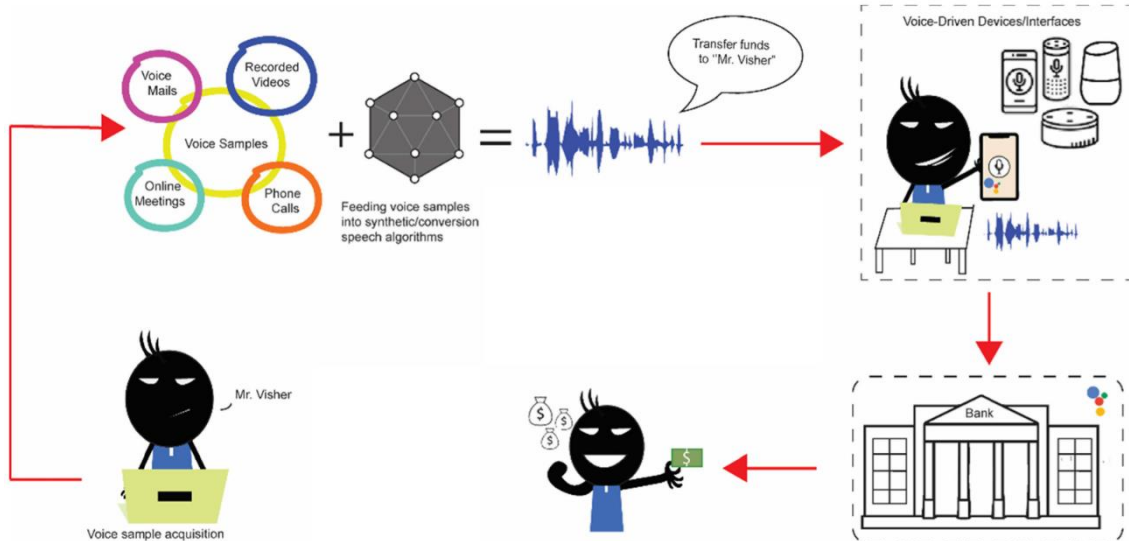 Voice
Mails
Recorded
Videos
Voice Samples
Online
Meetings
Phone
Calls
+
=
Feeding voice samples
into synthetic/conversion
speech algorithms
Transfer funds
to "Mr. Visher"
Voice-Driven Devices/Interfaces
Mr. Visher
Voice sample acquisition
$
$
$
$
Bank